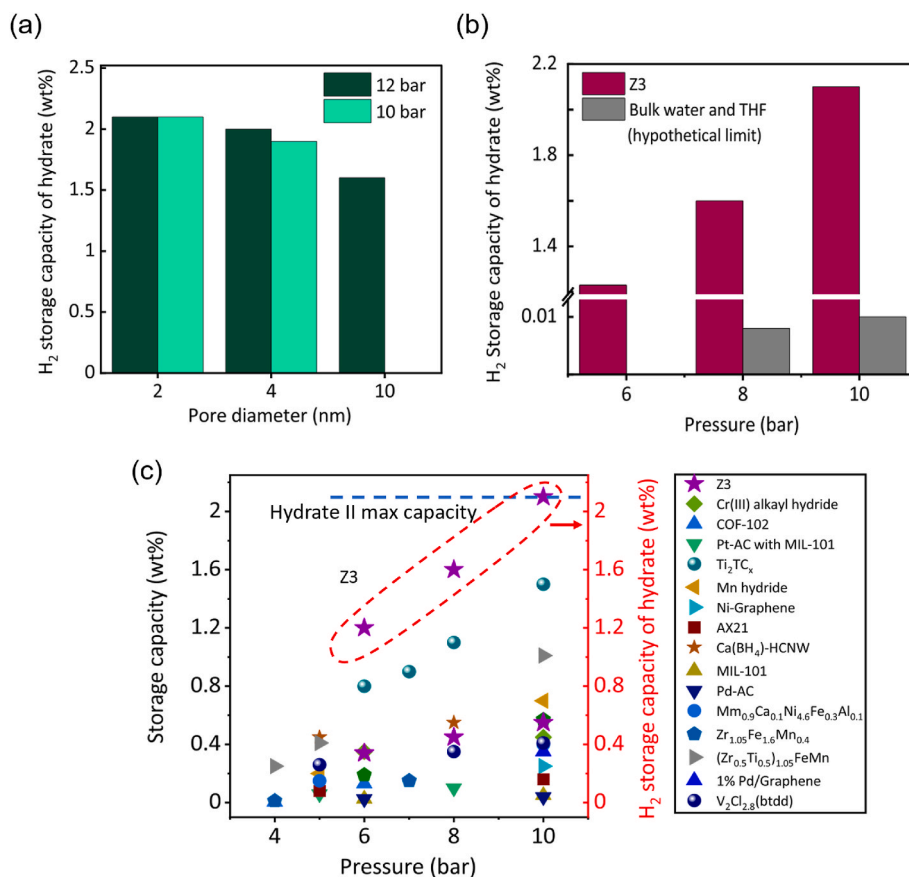 (a)
H₂ storage capacity of hydrate (wt%)
2.5
2
1.5
1
0.5
0
12 bar
10 bar
2
4
10
Pore diameter (nm)
(b)
H₂ Storage capacity of hydrate (wt%)
2.2
1.8
1.4
0.01
Z3
Bulk water and THF
(hypothetical limit)
6
8
10
Pressure (bar)
(c)
Storage capacity (wt%)
2
1.6
1.2
0.8
0.4
0
Hydrate II max capacity
Z3
4
6
8
10
Pressure (bar)
2
1.6
1.2
0.8
0.4
0
H₂ storage capacity of hydrate (wt%)
Z3
Cr(III) alkayl hydride
COF-102
Pt-AC with MIL-101
Ti₂TCₓ
Mn hydride
Ni-Graphene
AX21
Ca(BH₄)-HCNW
MIL-101
Pd-AC
Mm₀.₉Ca₀.₁Ni₄.₆Fe₀.₃Al₀.₁
Zr₁.₀₅Fe₁.₆Mn₀.₄
(Zr₀.₅Ti₀.₅)₁.₀₅FeMn
1% Pd/Graphene
V₂Cl₂.₈(btdd)